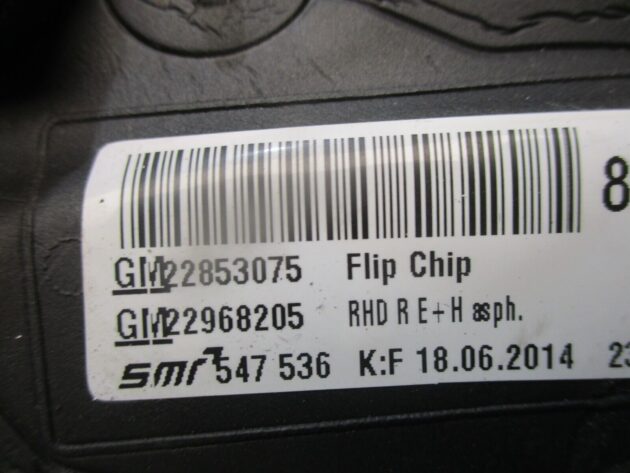 GM22853075 Flip Chip 8
GM22968205 RHD R E+H asph.
smr 547 536 K:F 18.06.2014 23